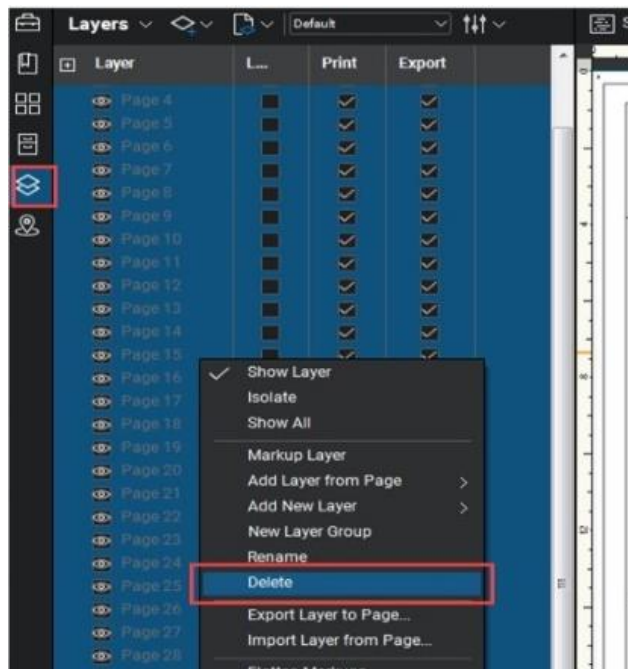 Layers Default S
Layer L... Print Export
Page 4
Page 5
Page 6
Page 7
Page 8
Page 9
Page 10
Page 11
Page 12
Page 13
Page 14
Page 15
Page 16
Page 17
Page 18
Page 19
Page 20
Page 21
Page 22
Page 23
Page 24
Page 25
Page 26
Page 27
Page 28
Show Layer
Isolate
Show All
Markup Layer
Add Layer from Page >
Add New Layer >
New Layer Group
Rename
Delete
Export Layer to Page...
Import Layer from Page...